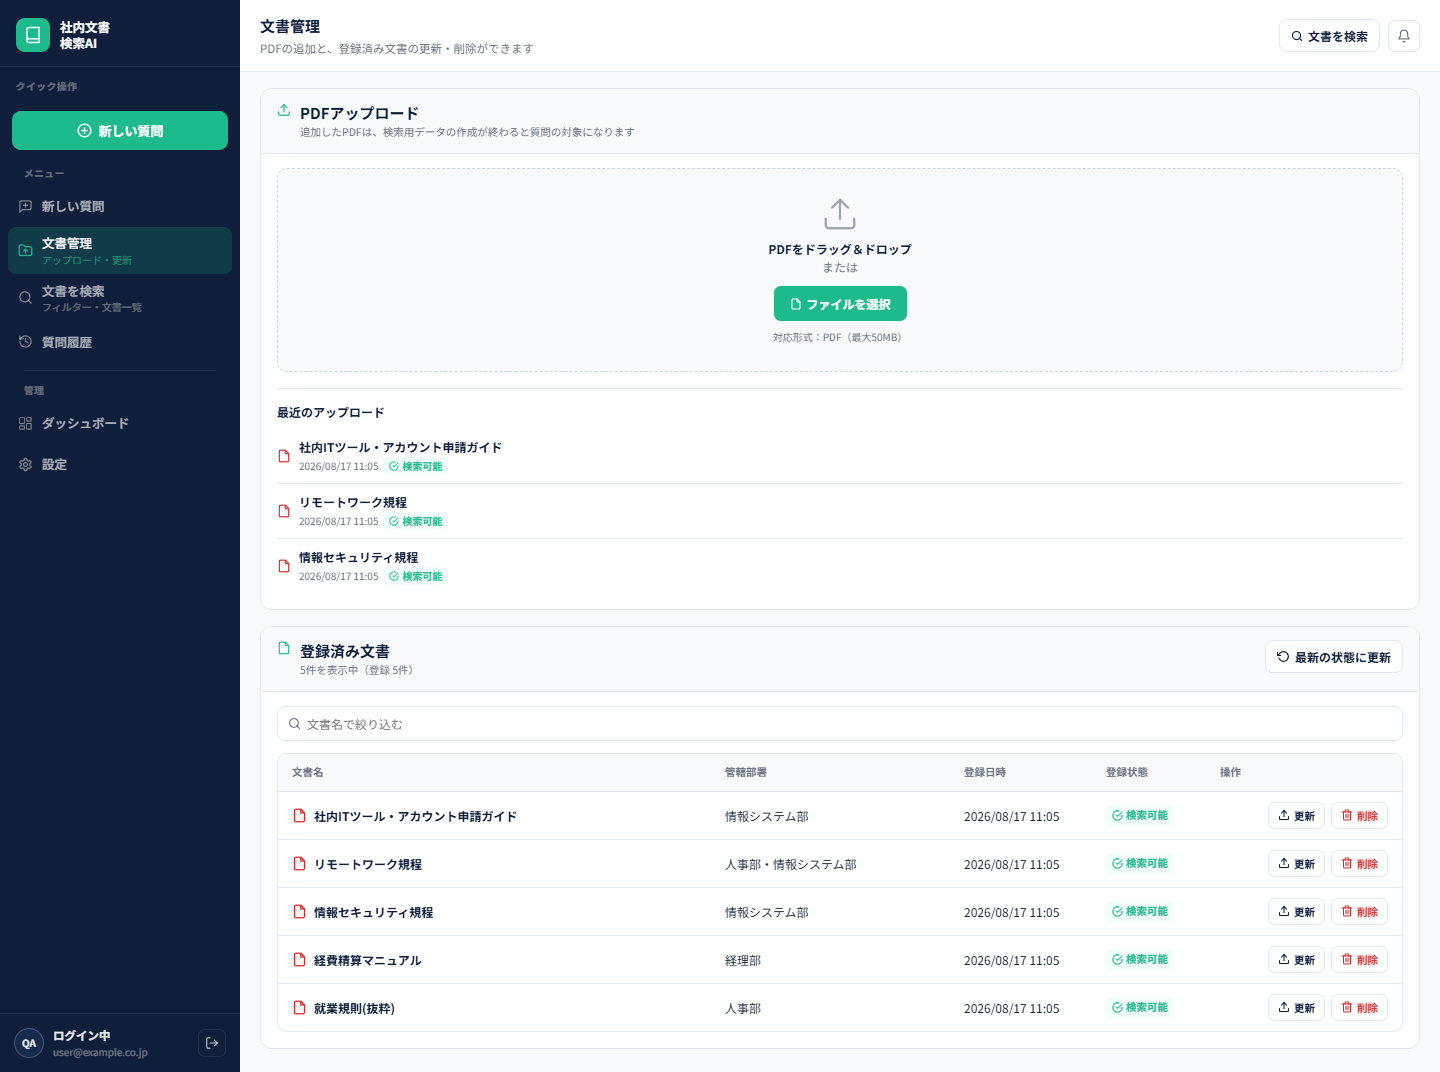 社内文書
検索AI
クイック操作
新しい質問
メニュー
新しい質問
文書管理
アップロード・更新
文書を検索
フィルター・文書一覧
質問履歴
管理
ダッシュボード
設定
QA
ログイン中
user@example.co.jp
文書管理
PDFの追加と、登録済み文書の更新・削除ができます
文書を検索
PDFアップロード
追加したPDFは、検索用データの作成が終わると質問の対象になります
PDFをドラッグ＆ドロップ
または
ファイルを選択
対応形式：PDF（最大50MB）
最近のアップロード
社内ITツール・アカウント申請ガイド
2026/08/17 11:05 検索可能
リモートワーク規程
2026/08/17 11:05 検索可能
情報セキュリティ規程
2026/08/17 11:05 検索可能
登録済み文書
5件を表示中（登録 5件）
最新の状態に更新
文書名で絞り込む
文書名 管轄部署 登録日時 登録状態 操作
社内ITツール・アカウント申請ガイド 情報システム部 2026/08/17 11:05 検索可能 更新 削除
リモートワーク規程 人事部・情報システム部 2026/08/17 11:05 検索可能 更新 削除
情報セキュリティ規程 情報システム部 2026/08/17 11:05 検索可能 更新 削除
経費精算マニュアル 経理部 2026/08/17 11:05 検索可能 更新 削除
就業規則(抜粋) 人事部 2026/08/17 11:05 検索可能 更新 削除